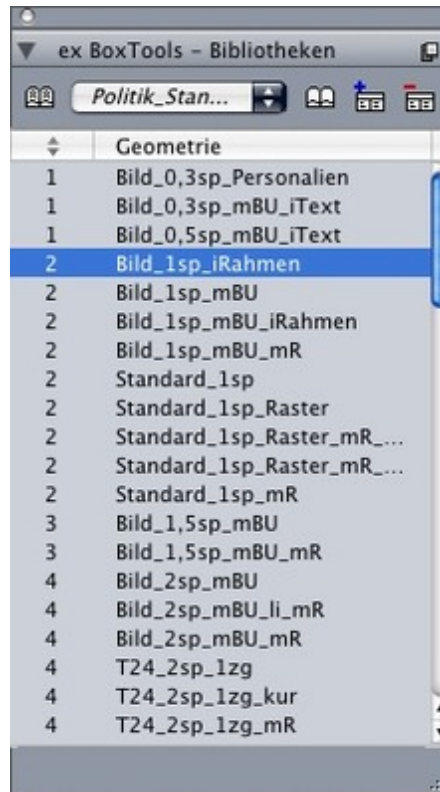 ex BoxTools – Bibliotheken
Politik_Stan...
Geometrie
1 Bild_0,3sp_Personalien
1 Bild_0,3sp_mBU_iText
1 Bild_0,5sp_mBU_iText
2 Bild_1sp_iRahmen
2 Bild_1sp_mBU
2 Bild_1sp_mBU_iRahmen
2 Bild_1sp_mBU_mR
2 Standard_1sp
2 Standard_1sp_Raster
2 Standard_1sp_Raster_mR_...
2 Standard_1sp_Raster_mR_...
2 Standard_1sp_mR
3 Bild_1,5sp_mBU
3 Bild_1,5sp_mBU_mR
4 Bild_2sp_mBU
4 Bild_2sp_mBU_li_mR
4 Bild_2sp_mBU_mR
4 T24_2sp_1zg
4 T24_2sp_1zg_kur
4 T24_2sp_1zg_mR